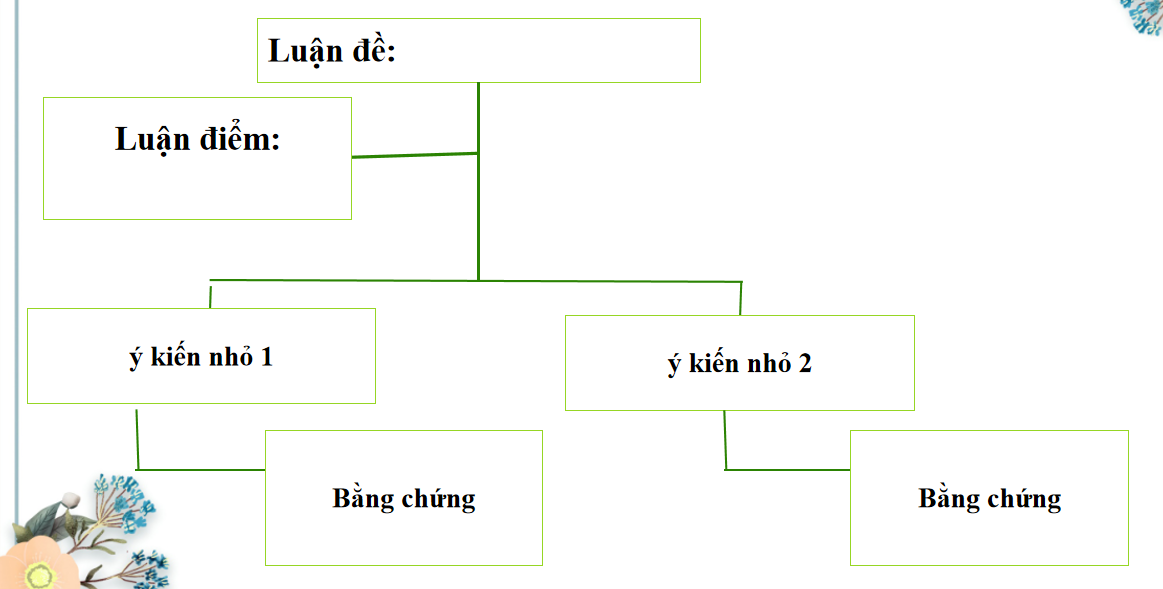 Luận đề:
Luận điểm:
ý kiến nhỏ 1
ý kiến nhỏ 2
Bằng chứng
Bằng chứng